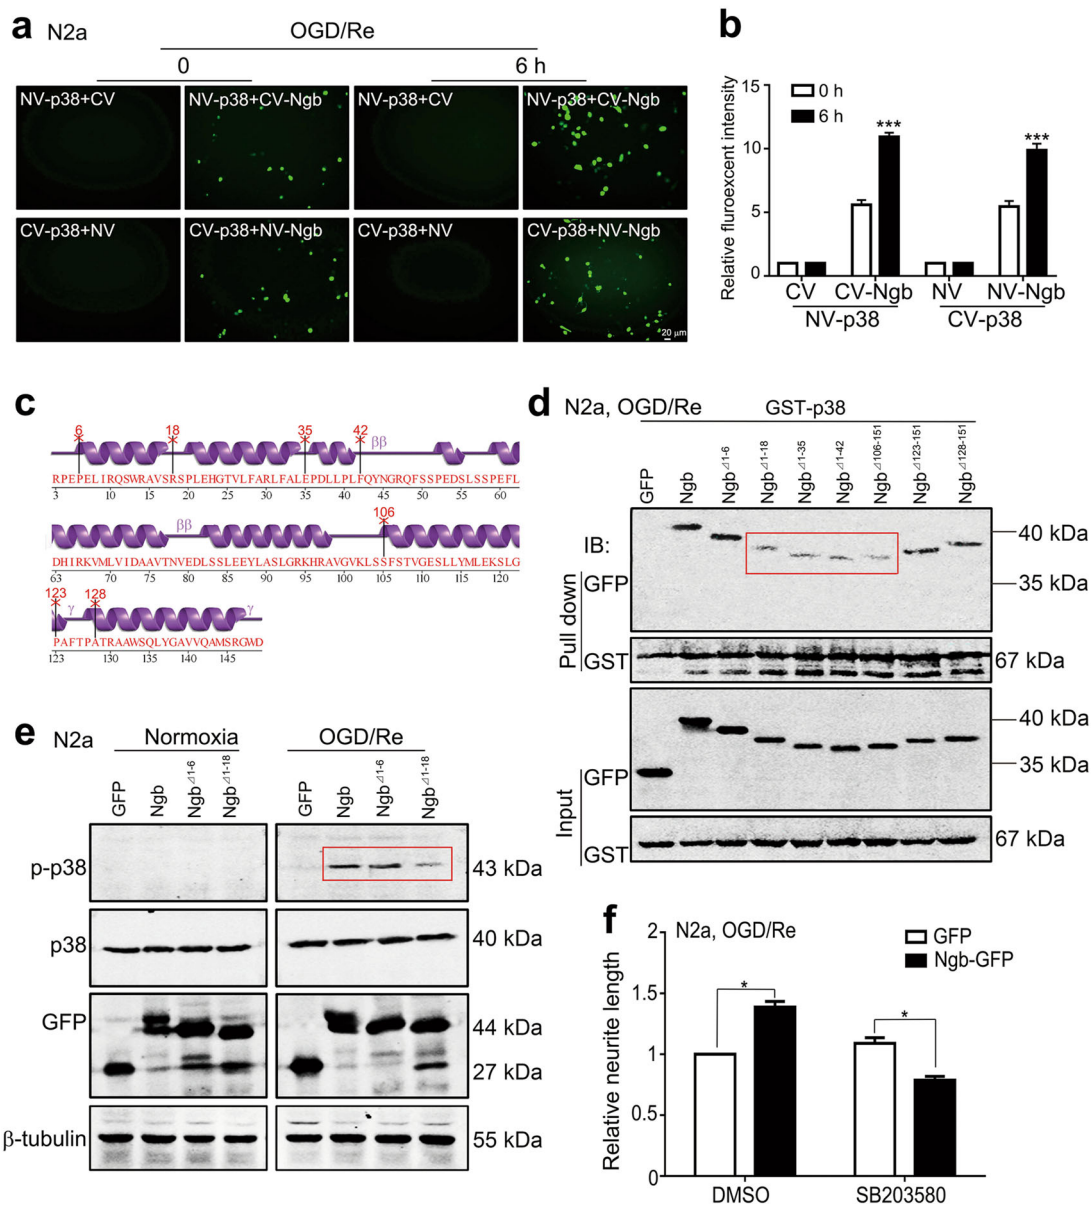 a N2a OGD/Re
0 6 h
NV-p38+CV NV-p38+CV-Ngb NV-p38+CV NV-p38+CV-Ngb
CV-p38+NV CV-p38+NV-Ngb CV-p38+NV CV-p38+NV-Ngb
20 μm
b
Relative fluroexcent intensity
15
10
5
0
0 h
6 h
*** ***
CV CV-Ngb NV NV-Ngb
NV-p38 CV-p38
c
6 18 35 42
ββ
RPEPELIRQSWRAVSRSPLEHGTVLFARLFALEPDLLPLFQYNGRQFSSPEDSLSSPEFL
3 10 15 20 25 30 35 40 45 50 55 60
106
ββ
DHIRKVMLVIDAAVTNVEDLSSLEEYLASLGRKHRAVGVKLSSFSTVGESLLYMLEKSLG
63 70 75 80 85 90 95 100 105 110 115 120
123 128
γ γ
PAFTPATRAAWSQLYGAVVQAMSRGWD
123 130 135 140 145
d N2a, OGD/Re GST-p38
GFP Ngb Ngb⊿1-6 Ngb⊿1-18 Ngb⊿1-35 Ngb⊿1-42 Ngb⊿106-151 Ngb⊿123-151 Ngb⊿128-151
IB:
Pull down
GFP
40 kDa
35 kDa
GST 67 kDa
Input
GFP
40 kDa
35 kDa
GST 67 kDa
e N2a Normoxia OGD/Re
GFP Ngb Ngb⊿1-6 Ngb⊿1-18 GFP Ngb Ngb⊿1-6 Ngb⊿1-18
p-p38 43 kDa
p38 40 kDa
GFP 44 kDa
27 kDa
β-tubulin 55 kDa
f
N2a, OGD/Re
GFP
Ngb-GFP
Relative neurite length
2
1.5
1
0.5
0
* *
DMSO SB203580